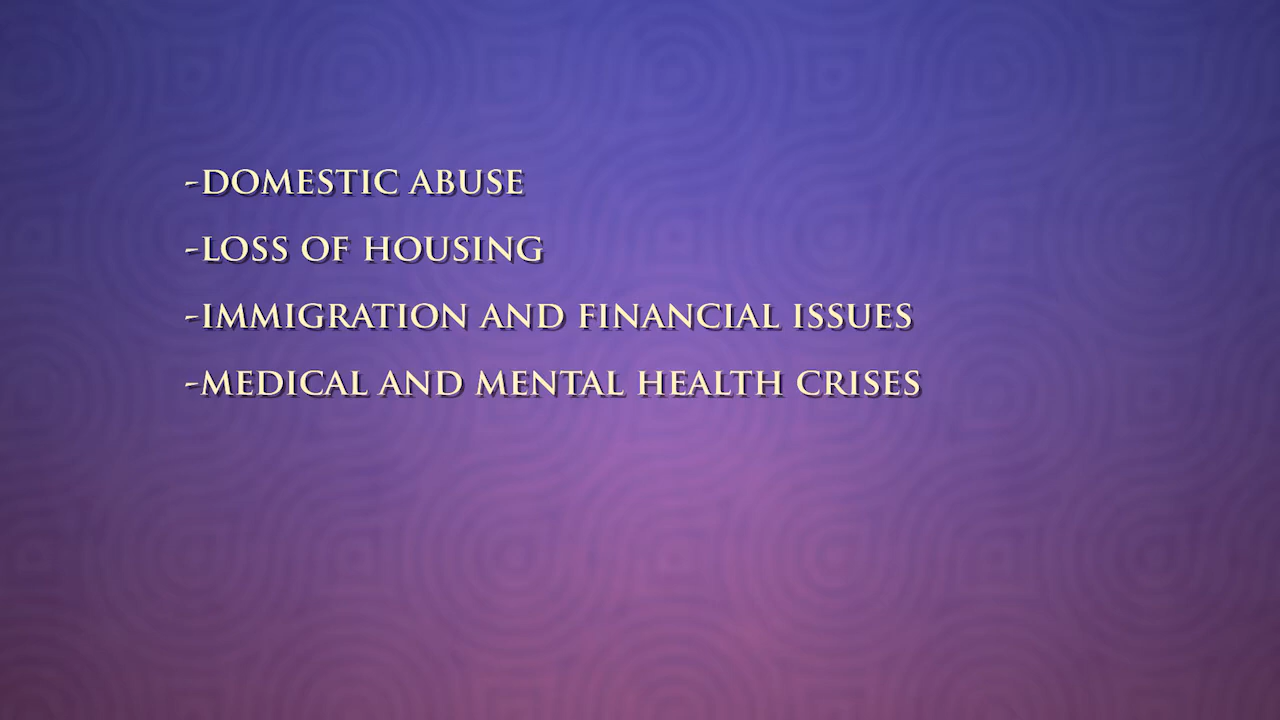 -DOMESTIC ABUSE
-LOSS OF HOUSING
-IMMIGRATION AND FINANCIAL ISSUES
-MEDICAL AND MENTAL HEALTH CRISES